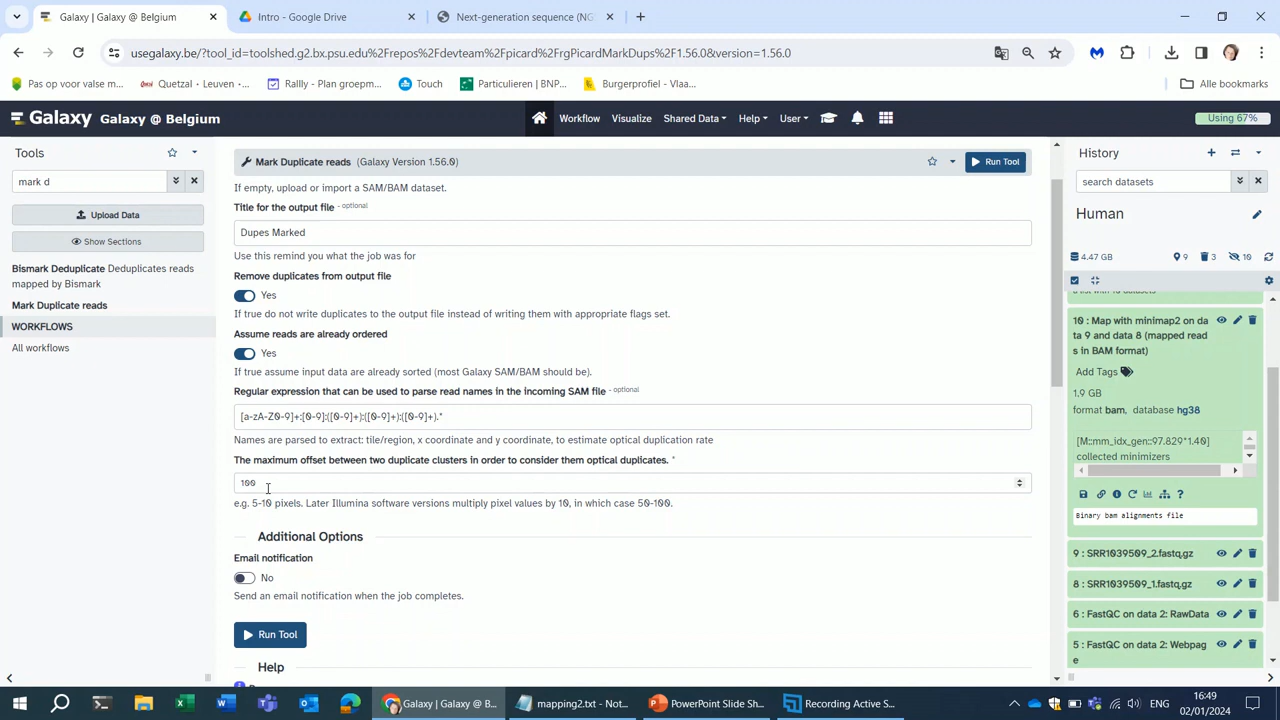 Galaxy | Galaxy @ Belgium
Intro - Google Drive
Next-generation sequence (NG
usegalaxy.be/?tool_id=toolshed.g2.bx.psu.edu%2Frepos%2Fdevteam%2Fpicard%2FrgPicardMarkDups%2F1.56.0&version=1.56.0
Pas op voor valse m...
Quetzal - Leuven -...
Rallly - Plan groepm...
Touch
Particulieren | BNP...
Burgerprofiel - Vlaa...
Alle bookmarks
Galaxy
Galaxy @ Belgium
Workflow
Visualize
Shared Data
Help
User
Using 67%
Tools
mark d
Upload Data
Show Sections
Bismark Deduplicate Deduplicates reads
mapped by Bismark
Mark Duplicate reads
WORKFLOWS
All workflows
Mark Duplicate reads (Galaxy Version 1.56.0)
Run Tool
If empty, upload or import a SAM/BAM dataset.
Title for the output file - optional
Dupes Marked
Use this remind you what the job was for
Remove duplicates from output file
Yes
If true do not write duplicates to the output file instead of writing them with appropriate flags set.
Assume reads are already ordered
Yes
If true assume input data are already sorted (most Galaxy SAM/BAM should be).
Regular expression that can be used to parse read names in the incoming SAM file - optional
[a-zA-Z0-9]+:[0-9]:([0-9]+):([0-9]+):([0-9]+).*
Names are parsed to extract: tile/region, x coordinate and y coordinate, to estimate optical duplication rate
The maximum offset between two duplicate clusters in order to consider them optical duplicates. *
100
e.g. 5-10 pixels. Later Illumina software versions multiply pixel values by 10, in which case 50-100.
Additional Options
Email notification
No
Send an email notification when the job completes.
Run Tool
Help
History
search datasets
Human
4.47 GB
9
3
10
a list with 10 datasets
10 : Map with minimap2 on da
ta 9 and data 8 (mapped read
s in BAM format)
Add Tags
1.9 GB
format bam, database hg38
[M::mm_idx_gen::97.829*1.40]
collected minimizers
Binary bam alignments file
9 : SRR1039509_2.fastq.gz
8 : SRR1039509_1.fastq.gz
6 : FastQC on data 2: RawData
5 : FastQC on data 2: Webpag
e
Galaxy | Galaxy @ B...
mapping2.txt - Not...
PowerPoint Slide Sh...
Recording Active S...
ENG
16:49
02/01/2024